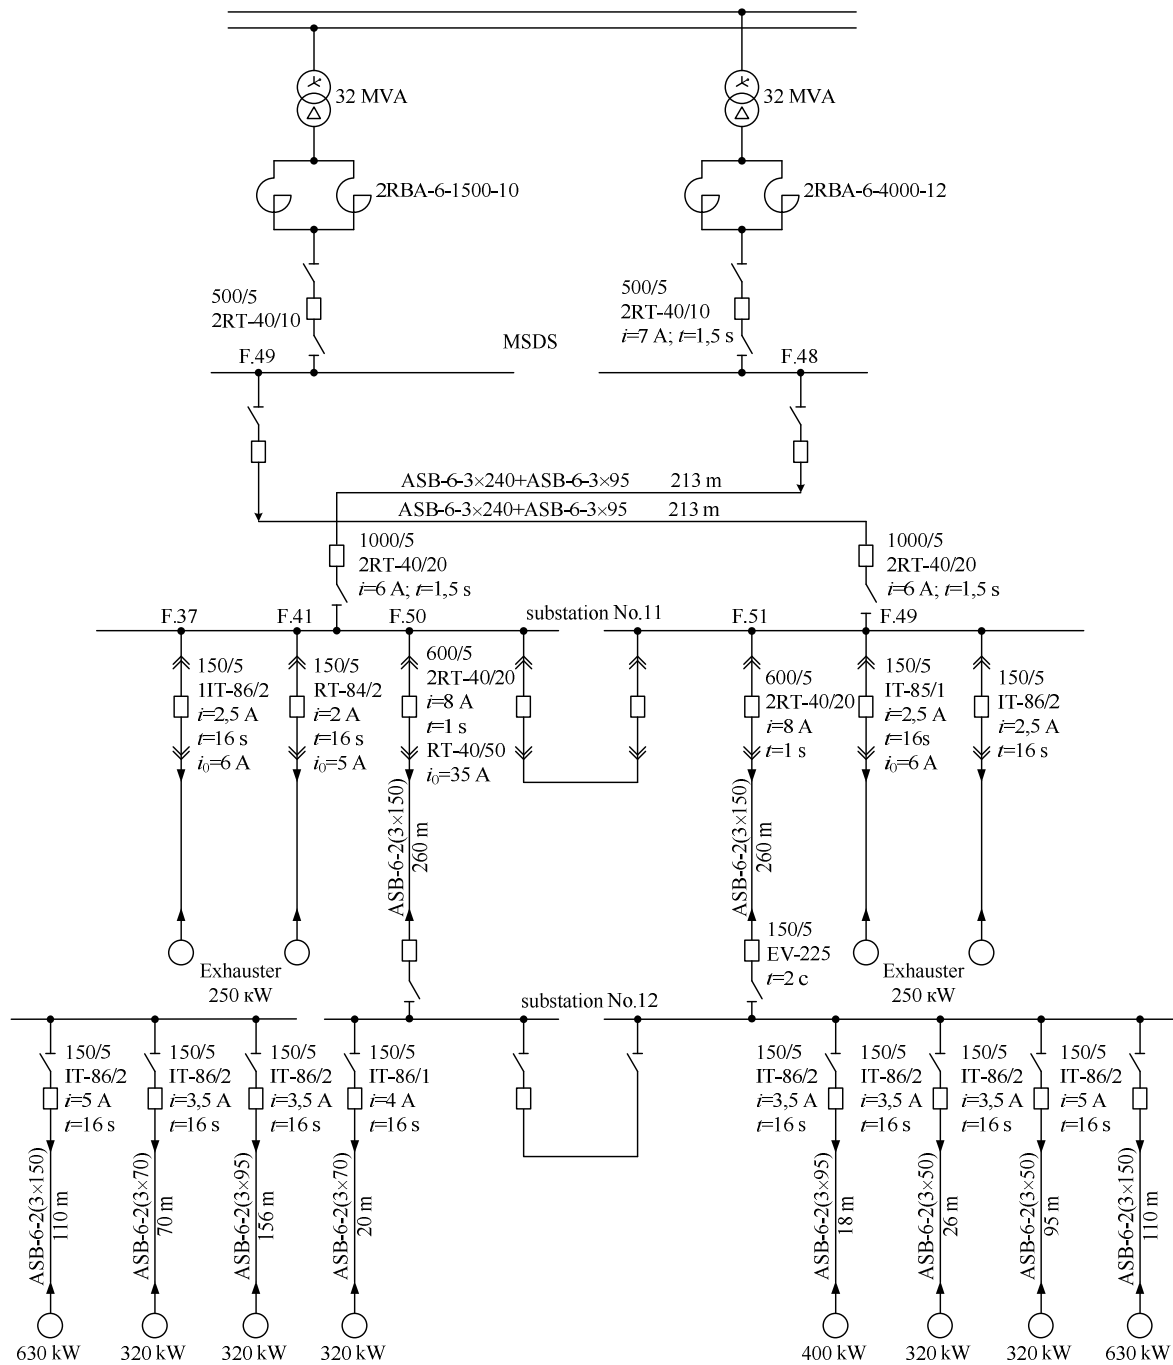 32 MVA
32 MVA
2RBA-6-1500-10
2RBA-6-4000-12
500/5
2RT-40/10
500/5
2RT-40/10
i=7 A; t=1,5 s
MSDS
F.49
F.48
ASB-6-3×240+ASB-6-3×95 213 m
ASB-6-3×240+ASB-6-3×95 213 m
1000/5
2RT-40/20
i=6 A; t=1,5 s
1000/5
2RT-40/20
i=6 A; t=1,5 s
F.37
F.41
F.50
substation No.11
F.51
F.49
150/5
1IT-86/2
i=2,5 A
t=16 s
i0=6 A
150/5
RT-84/2
i=2 A
t=16 s
i0=5 A
600/5
2RT-40/20
i=8 A
t=1 s
RT-40/50
i0=35 A
600/5
2RT-40/20
i=8 A
t=1 s
150/5
IT-85/1
i=2,5 A
t=16s
i0=6 A
150/5
IT-86/2
i=2,5 A
t=16 s
ASB-6-2(3×150)
260 m
ASB-6-2(3×150)
260 m
Exhauster
250 кW
150/5
EV-225
t=2 c
Exhauster
250 кW
substation No.12
150/5
IT-86/2
i=5 A
t=16 s
150/5
IT-86/2
i=3,5 A
t=16 s
150/5
IT-86/2
i=3,5 A
t=16 s
150/5
IT-86/1
i=4 A
t=16 s
150/5
IT-86/2
i=3,5 A
t=16 s
150/5
IT-86/2
i=3,5 A
t=16 s
150/5
IT-86/2
i=3,5 A
t=16 s
150/5
IT-86/2
i=5 A
t=16 s
ASB-6-2(3×150)
110 m
ASB-6-2(3×70)
70 m
ASB-6-2(3×95)
156 m
ASB-6-2(3×70)
20 m
ASB-6-2(3×95)
18 m
ASB-6-2(3×50)
26 m
ASB-6-2(3×50)
95 m
ASB-6-2(3×150)
110 m
630 kW
320 kW
320 kW
320 kW
400 kW
320 kW
320 kW
630 kW